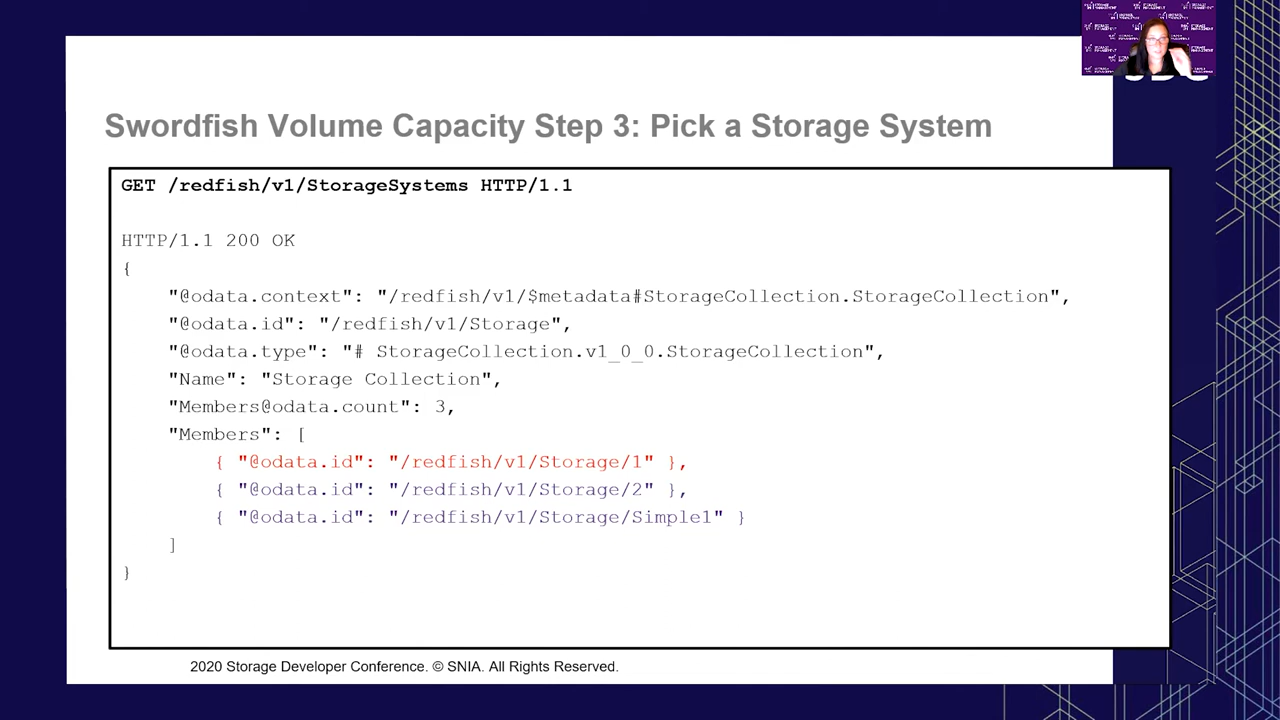 Swordfish Volume Capacity Step 3: Pick a Storage System
GET /redfish/v1/StorageSystems HTTP/1.1
HTTP/1.1 200 OK
{
"@odata.context": "/redfish/v1/$metadata#StorageCollection.StorageCollection",
"@odata.id": "/redfish/v1/Storage",
"@odata.type": "# StorageCollection.v1_0_0.StorageCollection",
"Name": "Storage Collection",
"Members@odata.count": 3,
"Members": [
{ "@odata.id": "/redfish/v1/Storage/1" },
{ "@odata.id": "/redfish/v1/Storage/2" },
{ "@odata.id": "/redfish/v1/Storage/Simple1" }
]
}
2020 Storage Developer Conference. © SNIA. All Rights Reserved.